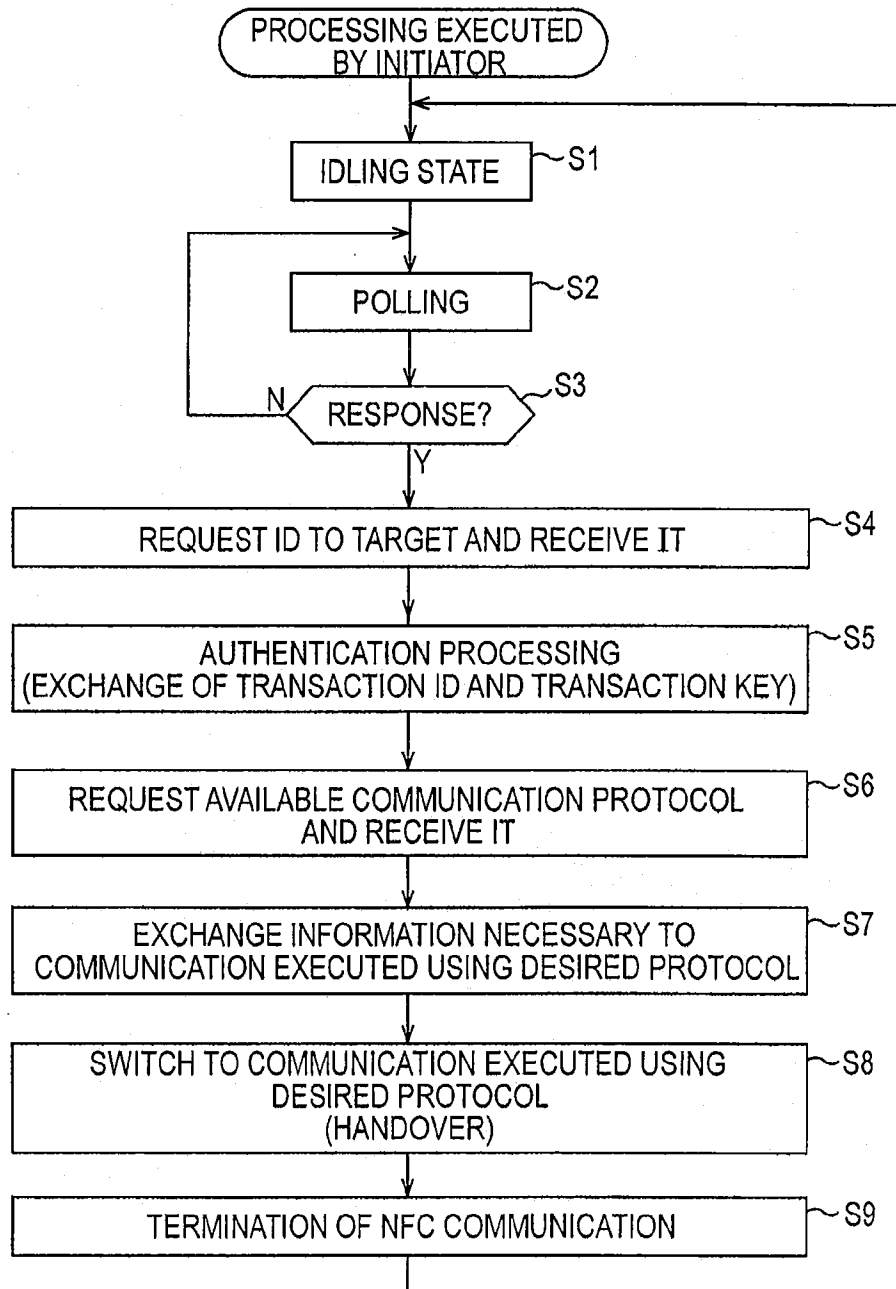 PROCESSING EXECUTED
BY INITIATOR
IDLING STATE
S1
POLLING
S2
RESPONSE?
S3
N
Y
REQUEST ID TO TARGET AND RECEIVE IT
S4
AUTHENTICATION PROCESSING
(EXCHANGE OF TRANSACTION ID AND TRANSACTION KEY)
S5
REQUEST AVAILABLE COMMUNICATION PROTOCOL
AND RECEIVE IT
S6
EXCHANGE INFORMATION NECESSARY TO
COMMUNICATION EXECUTED USING DESIRED PROTOCOL
S7
SWITCH TO COMMUNICATION EXECUTED USING
DESIRED PROTOCOL
(HANDOVER)
S8
TERMINATION OF NFC COMMUNICATION
S9